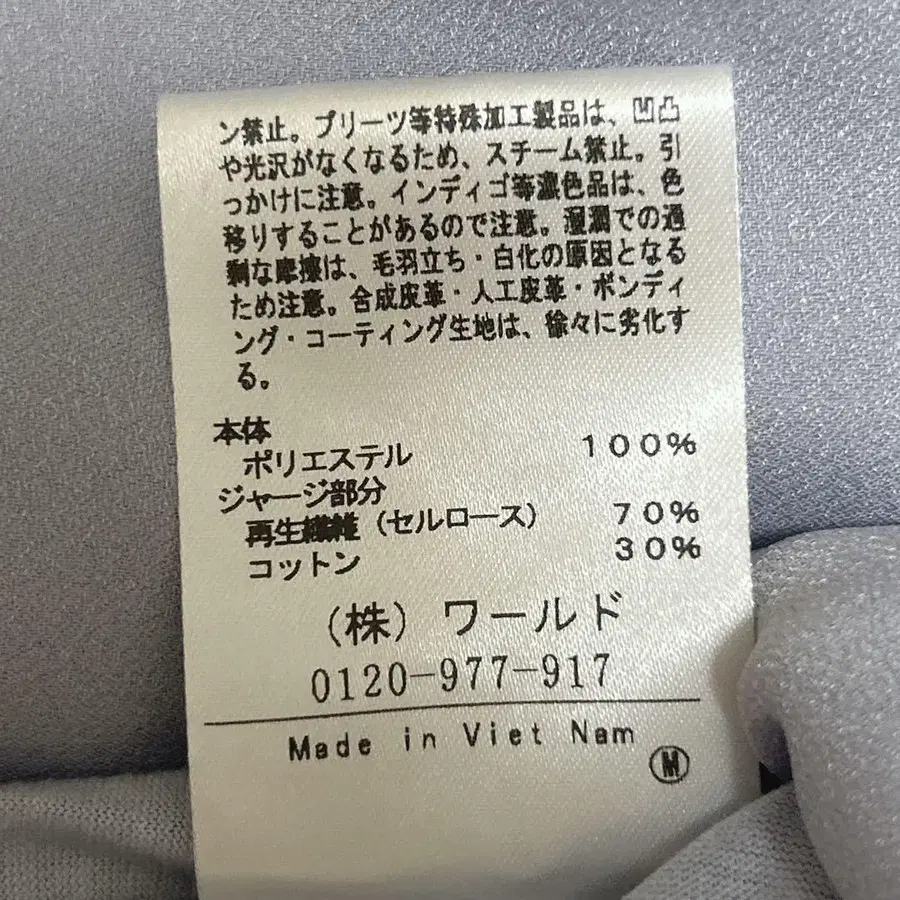 ン禁止。プリーツ等特殊加工製品は、凹凸
や光沢がなくなるため、スチーム禁止。引
っかけに注意。インディゴ等濃色品は、色
移りすることがあるので注意。湿潤での過
剰な摩擦は、毛羽立ち・白化の原因となる
ため注意。合成皮革・人工皮革・ボンディ
ング・コーティング生地は、徐々に劣化す
る。
本体
ポリエステル 100%
ジャージ部分
再生繊維(セルロース) 70%
コットン 30%
(株)ワールド
0120-977-917
Made in Viet Nam
M